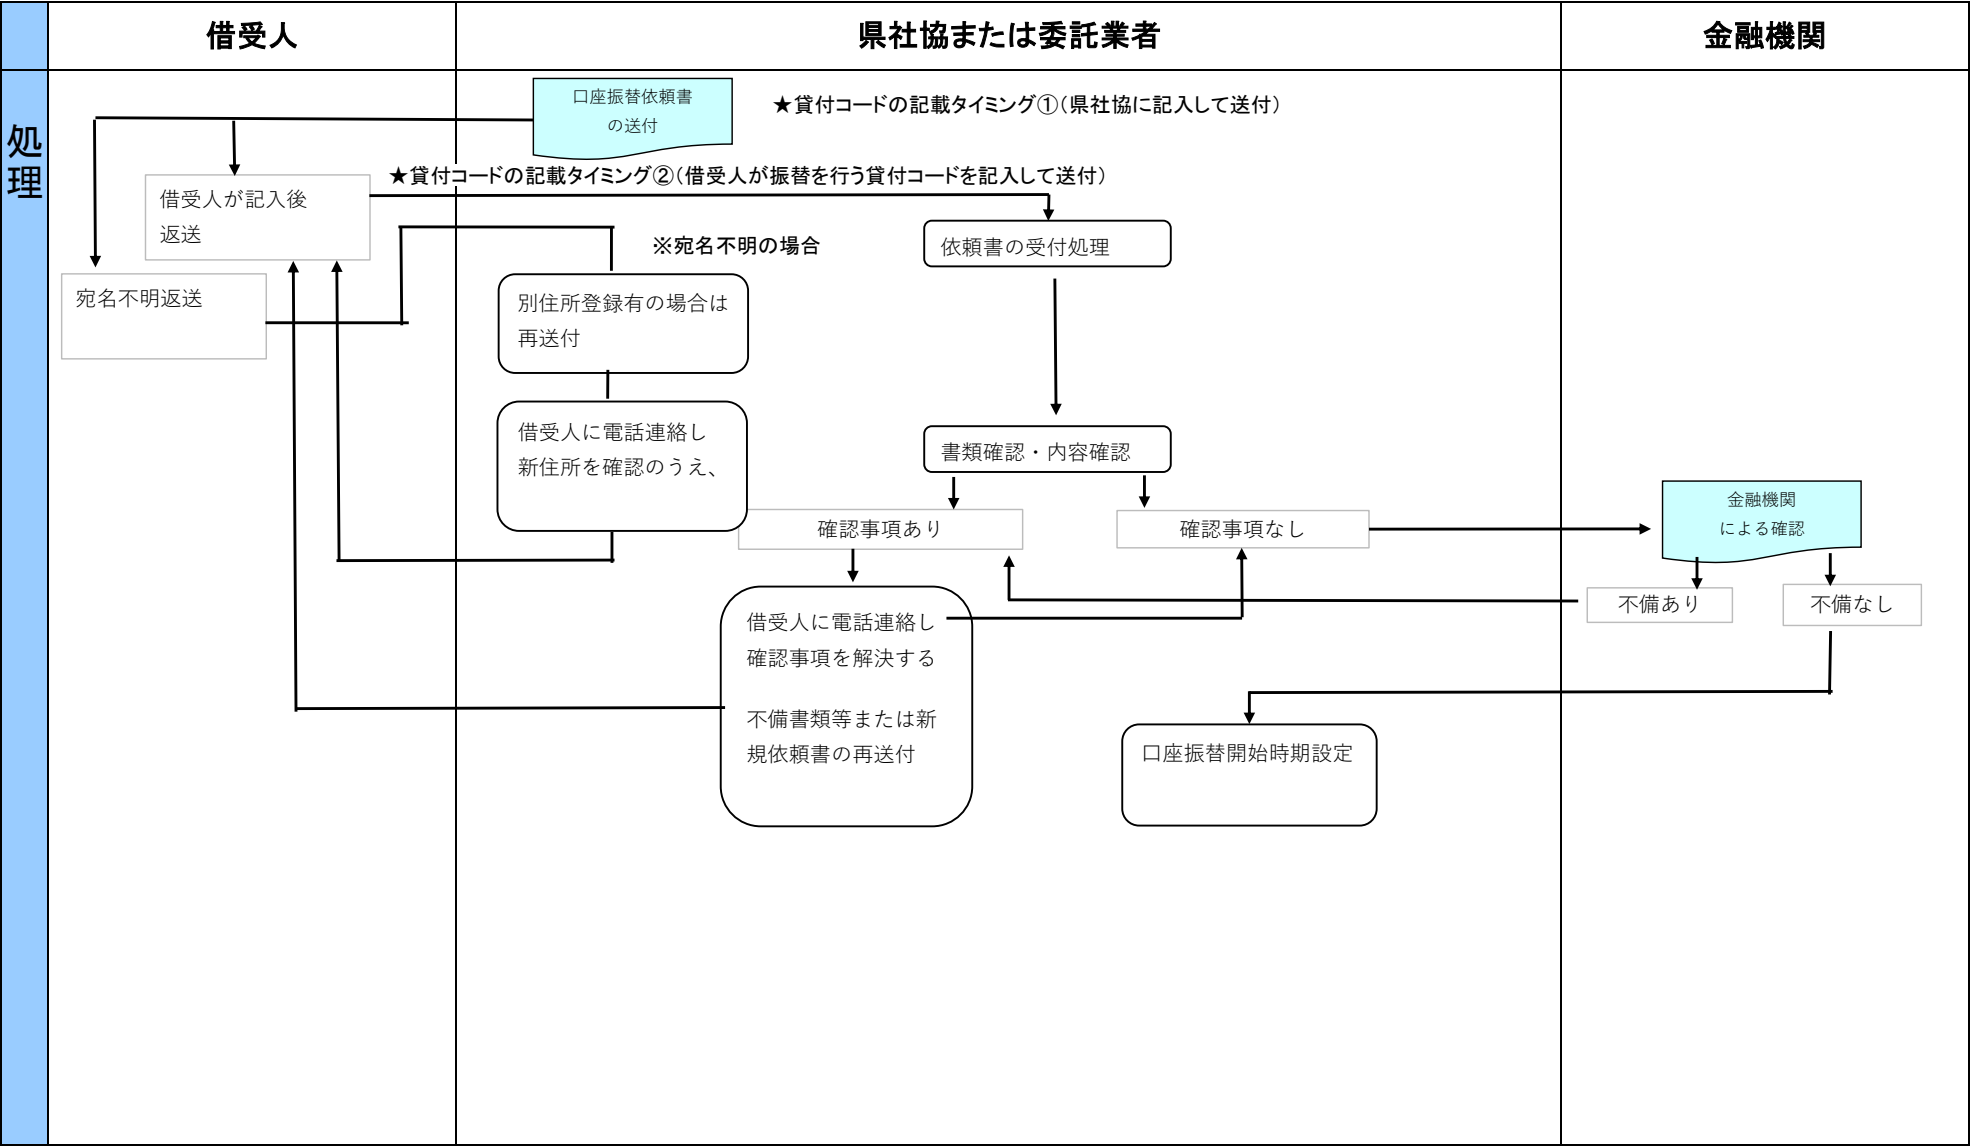 借受人
県社協または委託業者
金融機関
処
理
口座振替依頼書
の送付
★貸付コードの記載タイミング①(県社協に記入して送付)
★貸付コードの記載タイミング②(借受人が振替を行う貸付コードを記入して送付)
借受人が記入後
返送
※宛名不明の場合
依頼書の受付処理
宛名不明返送
別住所登録有の場合は
再送付
借受人に電話連絡し
新住所を確認のうえ、
書類確認・内容確認
確認事項あり
確認事項なし
金融機関
による確認
不備あり
不備なし
借受人に電話連絡し
確認事項を解決する
不備書類等または新
規依頼書の再送付
口座振替開始時期設定